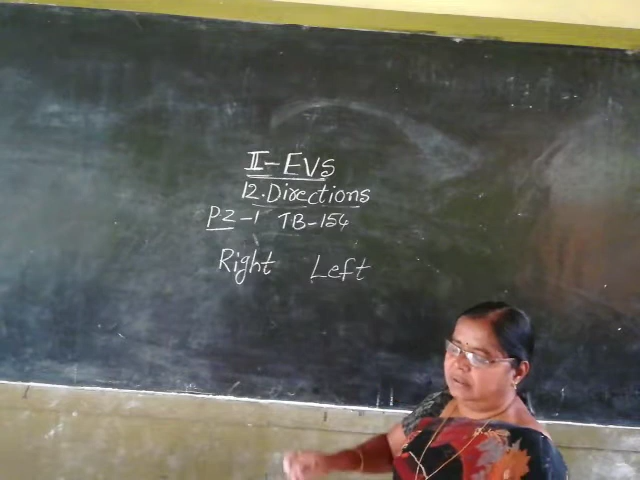 II-EVS
12. Directions
P2-1 TB-154
Right Left